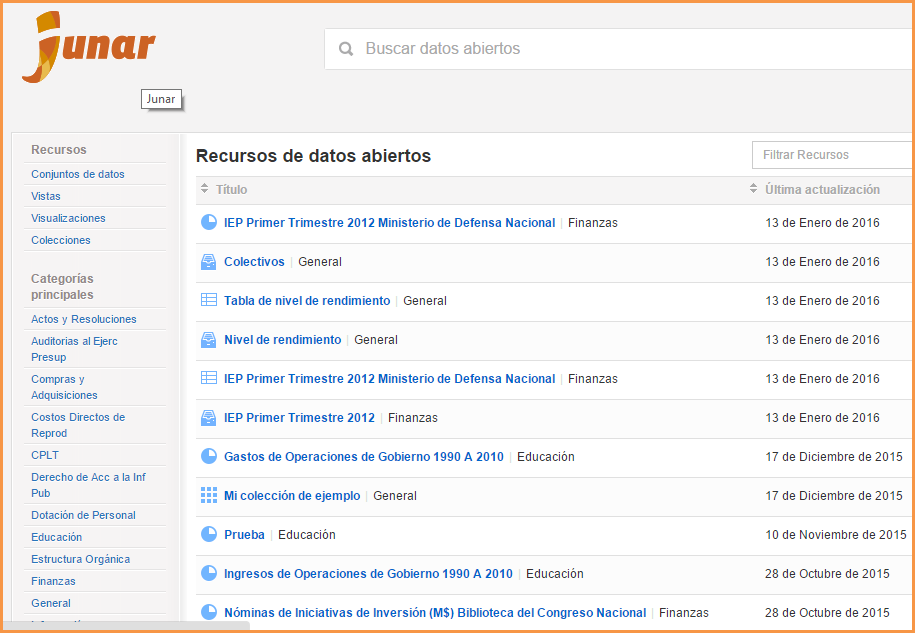 junar
Buscar datos abiertos
Junar
Recursos
Conjuntos de datos
Vistas
Visualizaciones
Colecciones
Categorías
principales
Actos y Resoluciones
Auditorias al Ejerc
Presup
Compras y
Adquisiciones
Costos Directos de
Reprod
CPLT
Derecho de Acc a la Inf
Pub
Dotación de Personal
Educación
Estructura Orgánica
Finanzas
General
Recursos de datos abiertos
Filtrar Recursos
Título Última actualización
IEP Primer Trimestre 2012 Ministerio de Defensa Nacional | Finanzas 13 de Enero de 2016
Colectivos | General 13 de Enero de 2016
Tabla de nivel de rendimiento | General 13 de Enero de 2016
Nivel de rendimiento | General 13 de Enero de 2016
IEP Primer Trimestre 2012 Ministerio de Defensa Nacional | Finanzas 13 de Enero de 2016
IEP Primer Trimestre 2012 | Finanzas 13 de Enero de 2016
Gastos de Operaciones de Gobierno 1990 A 2010 | Educación 17 de Diciembre de 2015
Mi colección de ejemplo | General 17 de Diciembre de 2015
Prueba | Educación 10 de Noviembre de 2015
Ingresos de Operaciones de Gobierno 1990 A 2010 | Educación 28 de Octubre de 2015
Nóminas de Iniciativas de Inversión (M$) Biblioteca del Congreso Nacional | Finanzas 28 de Octubre de 2015